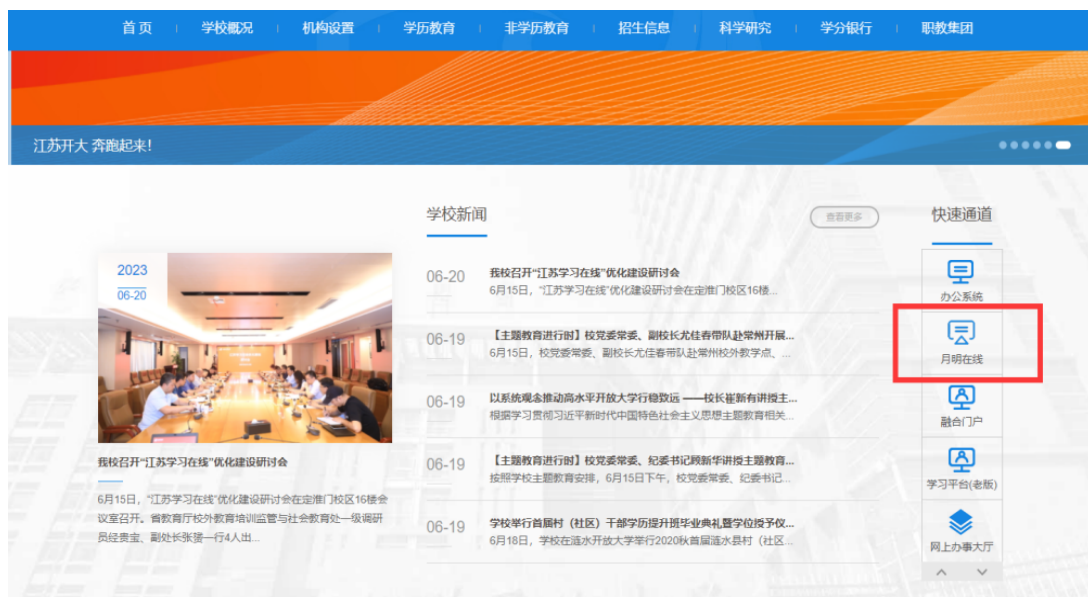 首页 学校概况 机构设置 学历教育 非学历教育 招生信息 科学研究 学分银行 职教集团
江苏开大 奔跑起来!
学校新闻
查看更多
快速通道
2023
06-20
我校召开“江苏学习在线”优化建设研讨会
6月15日，“江苏学习在线”优化建设研讨会在定淮门校区16楼会
议室召开。省教育厅校外教育培训监管与社会教育处一级调研
员经贵宝、副处长张赟一行4人出...
06-20
我校召开“江苏学习在线”优化建设研讨会
6月15日，“江苏学习在线”优化建设研讨会在定淮门校区16楼...
06-19
【主题教育进行时】校党委常委、副校长尤佳春带队赴常州开展...
6月15日，校党委常委、副校长尤佳春带队赴常州校外教学点、...
06-19
以系统观念推动高水平开放大学行稳致远 ——校长崔新有讲授主...
根据学习贯彻习近平新时代中国特色社会主义思想主题教育相关...
06-19
【主题教育进行时】校党委常委、纪委书记顾新华讲授主题教育...
按照学校主题教育安排，6月15日下午，校党委常委、纪委书记...
06-19
学校举行首届村（社区）干部学历提升班毕业典礼暨学位授予仪...
6月18日，学校在涟水开放大学举行2020秋首届涟水县村（社区...
办公系统
月明在线
融合门户
学习平台(老版)
网上办事大厅